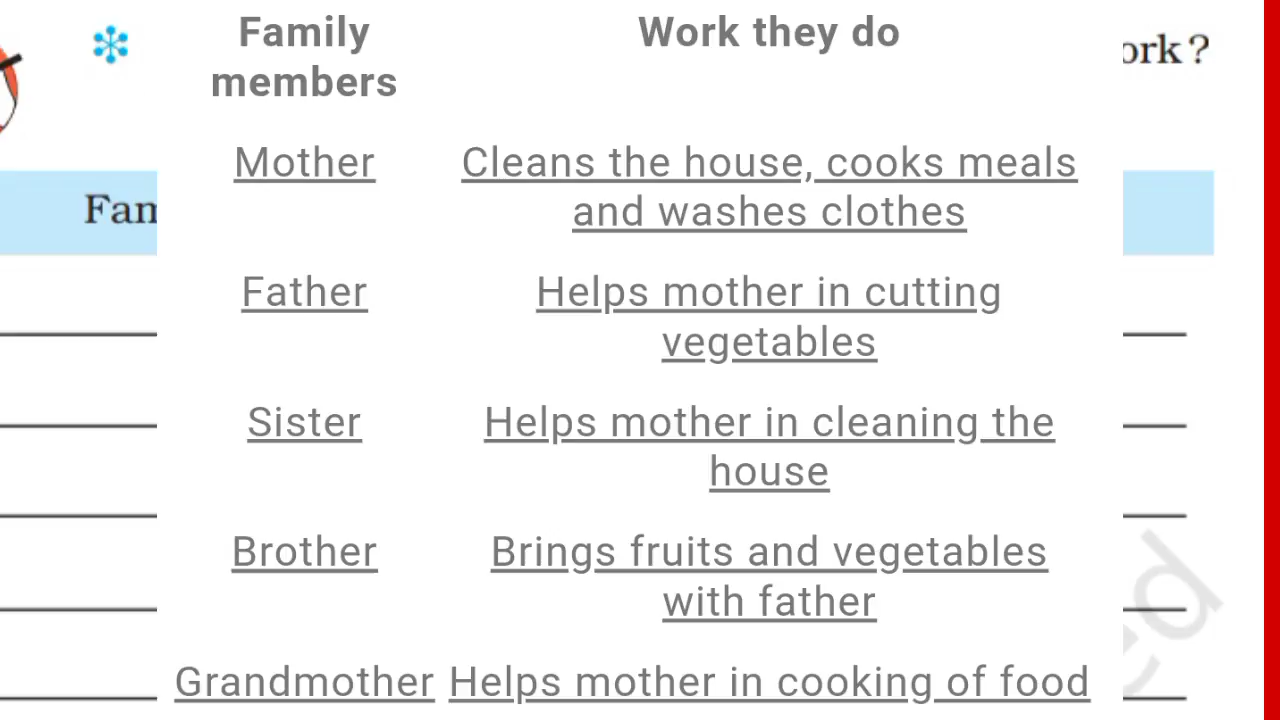 Family Work they do ork?
members
Mother Cleans the house, cooks meals
Fam and washes clothes
Father Helps mother in cutting
vegetables
Sister Helps mother in cleaning the
house
Brother Brings fruits and vegetables
with father
Grandmother Helps mother in cooking of food